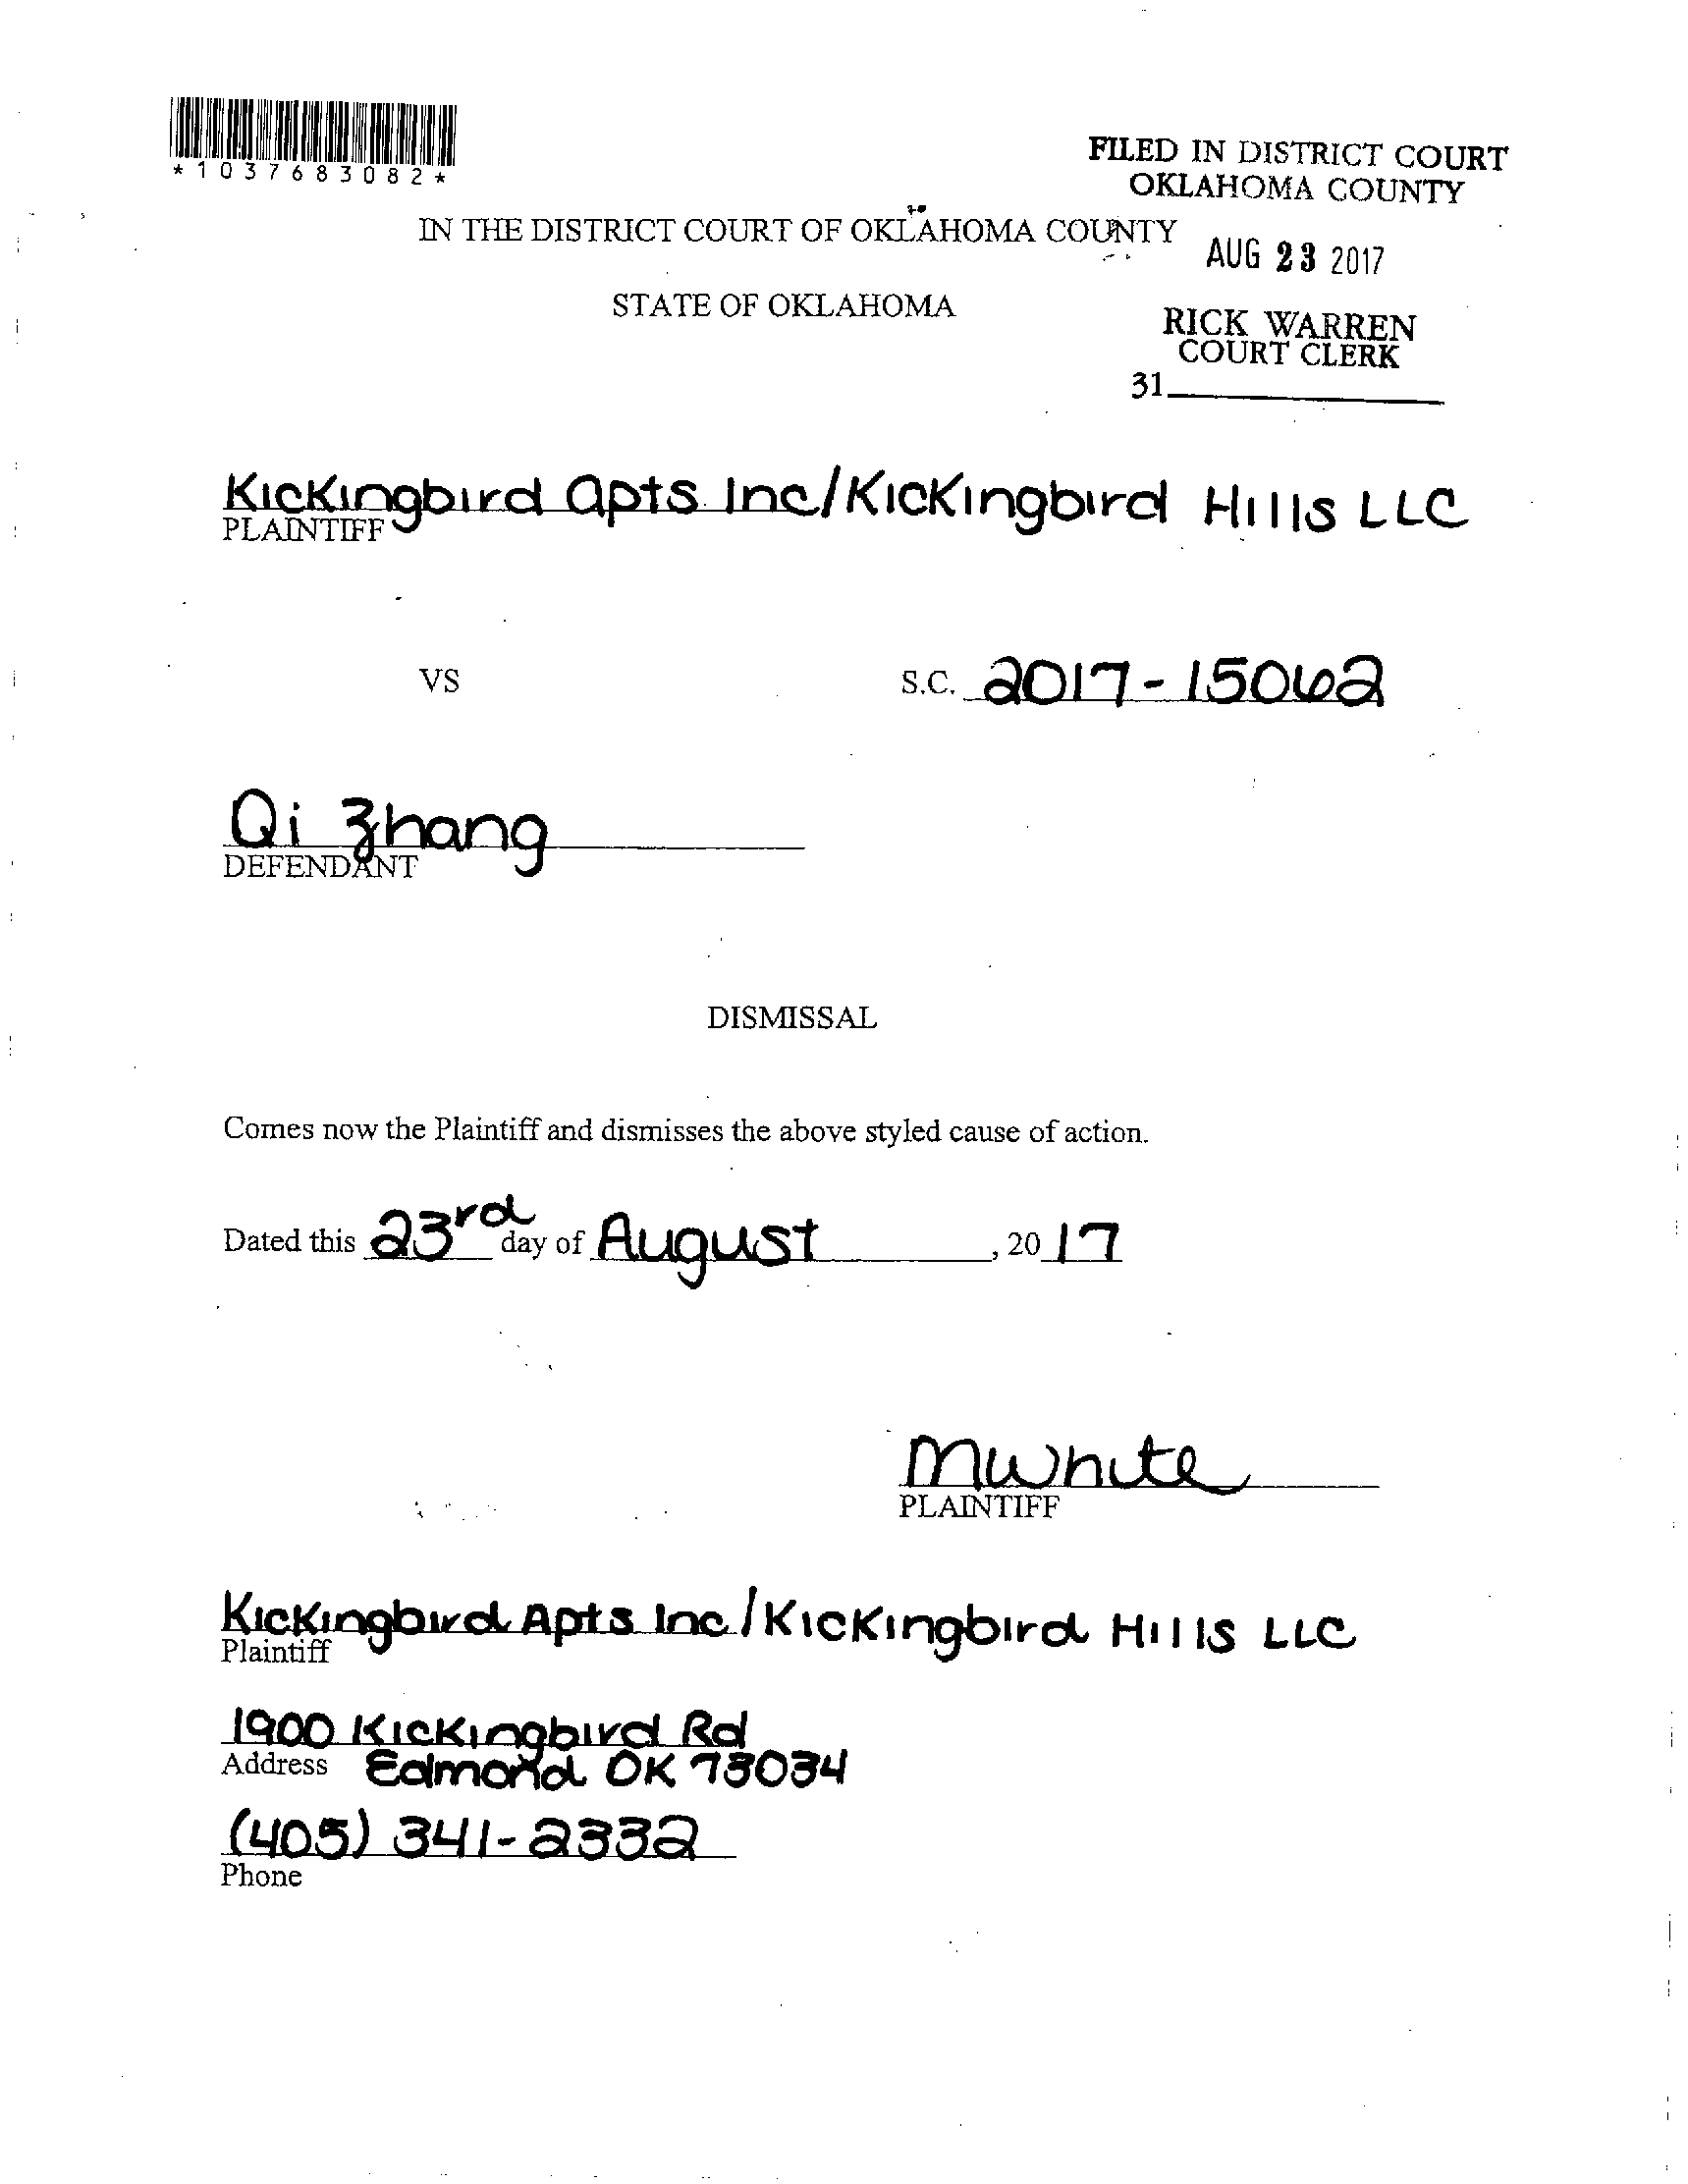 *1037683082*
FILED IN DISTRICT COURT
OKLAHOMA COUNTY
IN THE DISTRICT COURT OF OKLAHOMA COUNTY
AUG 23 2017
STATE OF OKLAHOMA
RICK WARREN
COURT CLERK
31
Kickingbird apts Inc/Kickingbird Hills LLC
PLAINTIFF
VS
S.C. 2017-15062
Qi Zhang
DEFENDANT
DISMISSAL
Comes now the Plaintiff and dismisses the above styled cause of action.
Dated this 23rd day of August, 2017
MWhite
PLAINTIFF
Kickingbird Apts Inc/Kickingbird Hills LLC
Plaintiff
1900 Kickingbird Rd
Address Edmond OK 73034
(405) 341-2332
Phone